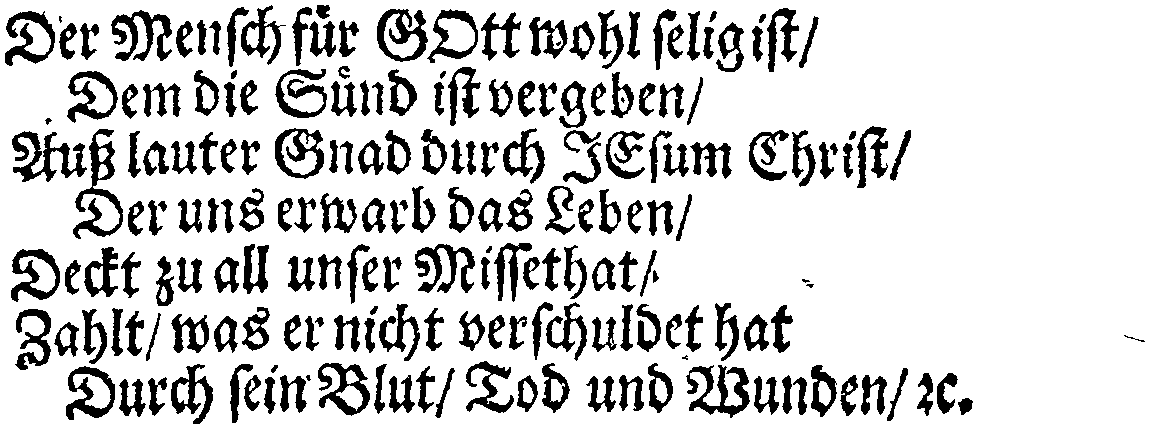 Der Mensch für GOtt wohl selig ist/
Dem die Sünd ist vergeben/
Auß lauter Gnad durch JEsum Christ/
Der uns erwarb das Leben/
Deckt zu all unser Missethat/
Zahlt/ was er nicht verschuldet hat
Durch sein Blut/ Tod und Wunden/ ꝛc.